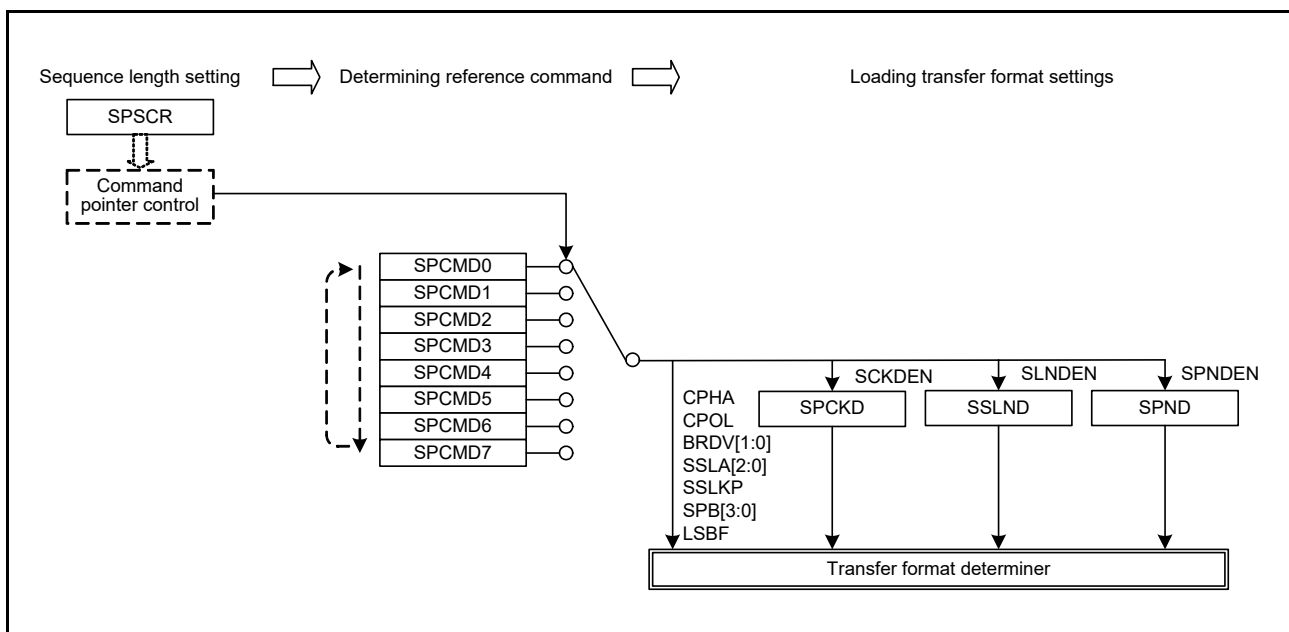 Sequence length setting
Determining reference command
Loading transfer format settings
SPSCR
Command
pointer control
SPCMD0
SPCMD1
SPCMD2
SPCMD3
SPCMD4
SPCMD5
SPCMD6
SPCMD7
CPHA
CPOL
BRDV[1:0]
SSLA[2:0]
SSLKP
SPB[3:0]
LSBF
SCKDEN
SPCKD
SLNDEN
SSLND
SPNDEN
SPND
Transfer format determiner